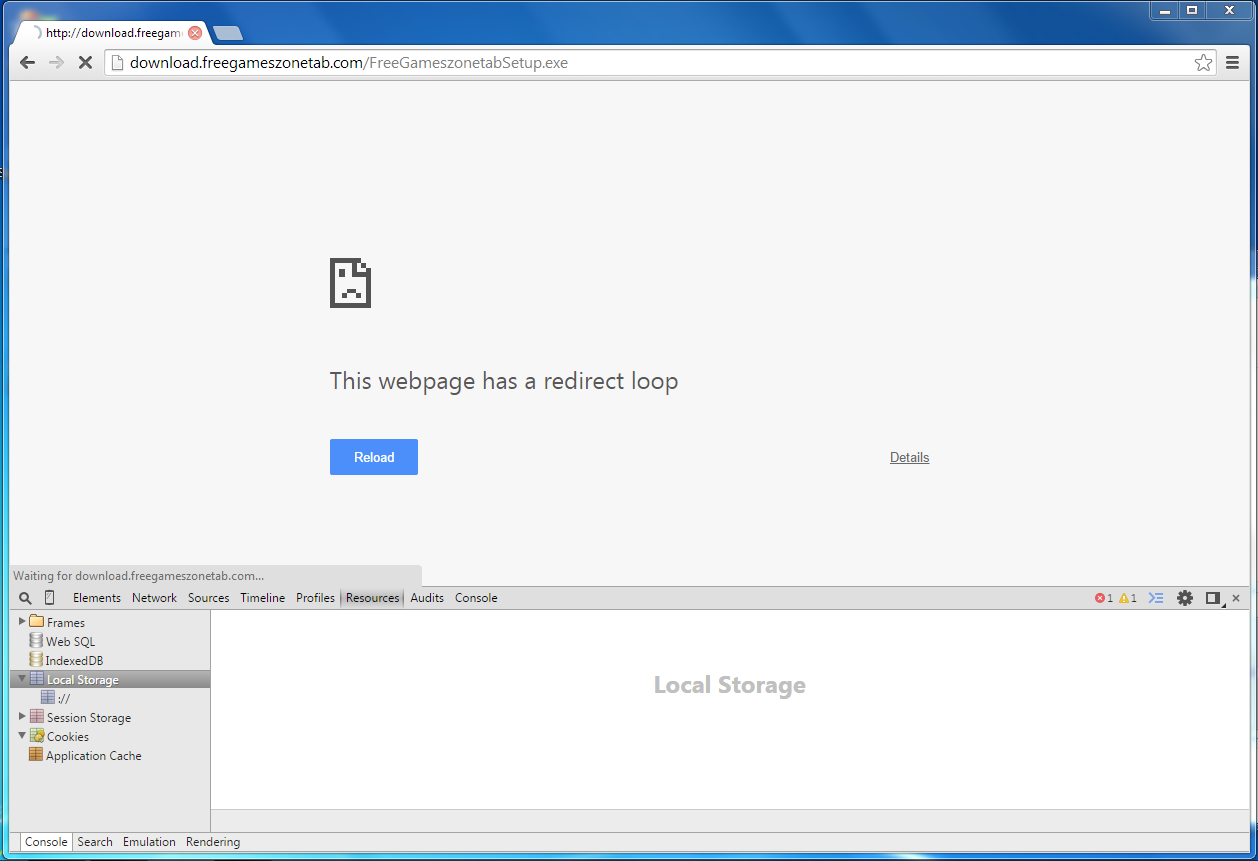 http://download.freegam
download.freegameszonetab.com/FreeGameszonetabSetup.exe
This webpage has a redirect loop
Reload
Details
Waiting for download.freegameszonetab.com...
Elements Network Sources Timeline Profiles Resources Audits Console
1 1
Frames
Web SQL
IndexedDB
Local Storage
://
Session Storage
Cookies
Application Cache
Local Storage
Console Search Emulation Rendering